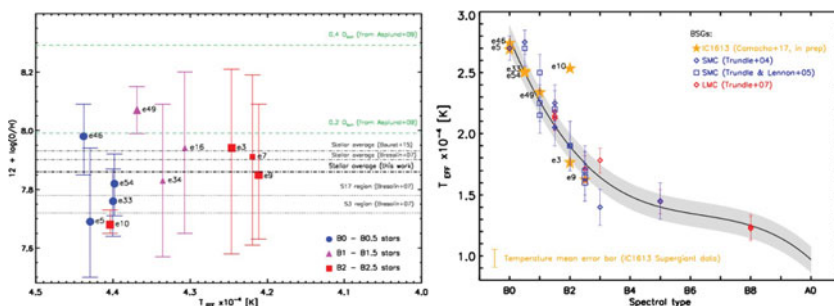 0.4 O (from Asplund+09)
0.2 O (from Asplund+09)
Stellar average (Bouret+15)
Stellar average (Bresolin+07)
Stellar average (this work)
S17 region (Bresolin+07)
S3 region (Bresolin+07)
e46
e49
e54
e33
e5
e10
e34
e16
e3
e7
e9
B0 - B0.5 stars
B1 - B1.5 stars
B2 - B2.5 stars
12 + log(O/H)
8.2
8.0
7.8
7.6
4.5
4.4
4.3
4.2
4.1
4.0
T EFF ×10⁻⁴ [K]
BSGs:
IC1613 (Camacho+17, in prep)
SMC (Trundle+04)
SMC (Trundle & Lennon+05)
LMC (Trundle+07)
e46
e5
e33
e54
e10
e49
e3
e9
Temperature mean error bar (IC1613 Supergiant data)
T EFF ×10⁻⁴ [K]
3.0
2.5
2.0
1.5
1.0
B0
B2
B4
B6
B8
A0
Spectral type